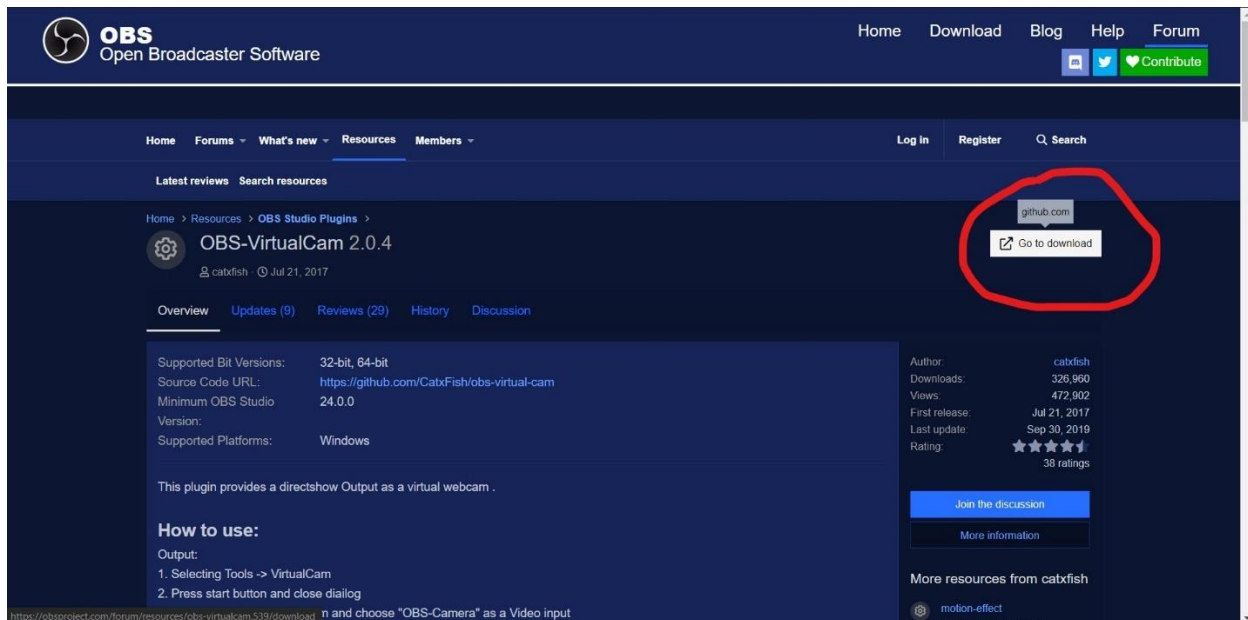 OBS
Open Broadcaster Software
Home Download Blog Help Forum
Contribute
Home Forums What's new Resources Members Log in Register Search
Latest reviews Search resources
Home > Resources > OBS Studio Plugins >
github.com
OBS-VirtualCam 2.0.4
Go to download
catxfish · Jul 21, 2017
Overview Updates (9) Reviews (29) History Discussion
Supported Bit Versions: 32-bit, 64-bit
Source Code URL: https://github.com/CatxFish/obs-virtual-cam
Minimum OBS Studio 24.0.0
Version:
Supported Platforms: Windows
This plugin provides a directshow Output as a virtual webcam .
How to use:
Output:
1. Selecting Tools -> VirtualCam
2. Press start button and close diailog
n and choose "OBS-Camera" as a Video input
https://obsproject.com/forum/resources/obs-virtualcam.539/download
Author: catxfish
Downloads: 326,960
Views: 472,902
First release: Jul 21, 2017
Last update: Sep 30, 2019
Rating:
38 ratings
Join the discussion
More information
More resources from catxfish
motion-effect